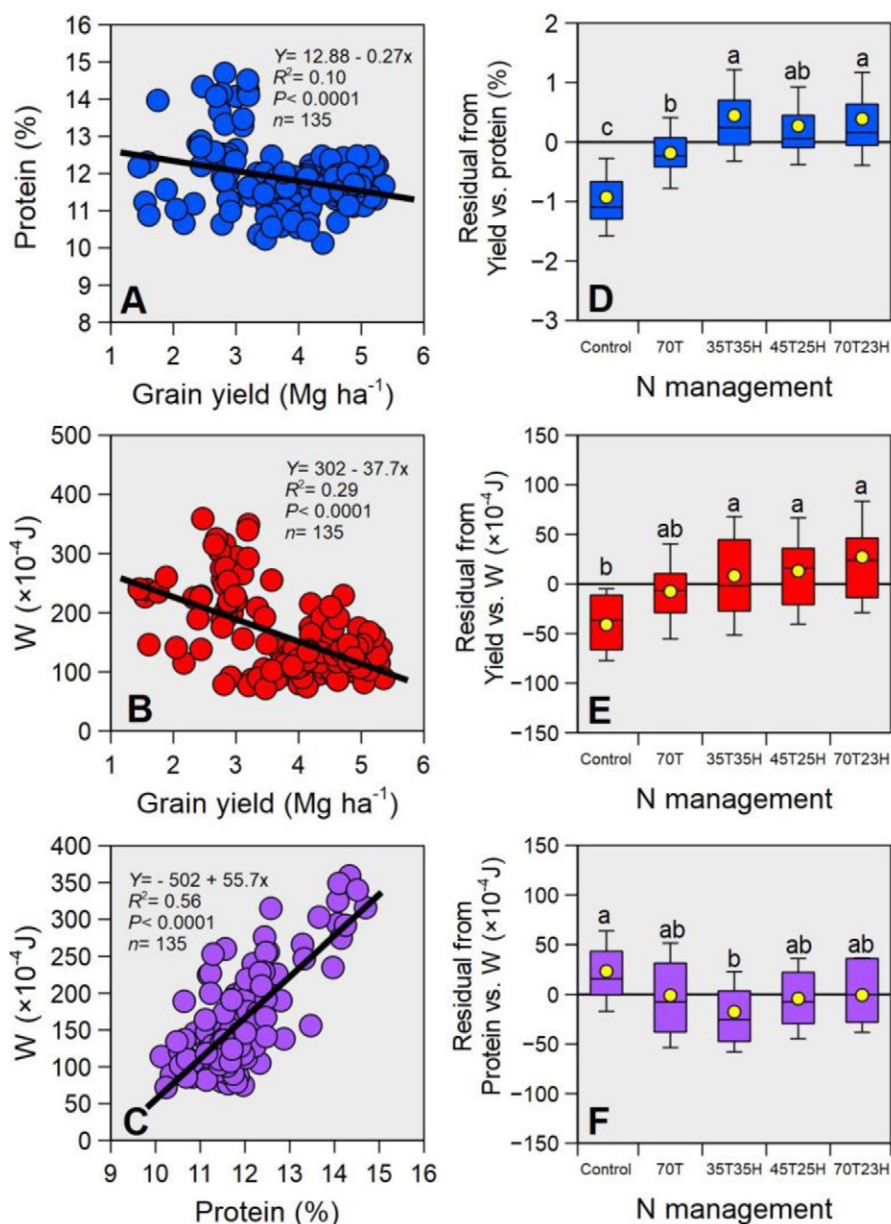 16
15
14
13
12
11
10
9
8
Protein (%)
Y= 12.88 - 0.27x
R²= 0.10
P< 0.0001
n= 135
A
1 2 3 4 5 6
Grain yield (Mg ha⁻¹)
2
1
0
−1
−2
−3
Residual from
Yield vs. protein (%)
c b a ab a
D
Control 70T 35T35H 45T25H 70T23H
N management
500
400
300
200
100
0
W (×10⁻⁴J)
Y= 302 - 37.7x
R²= 0.29
P< 0.0001
n= 135
B
1 2 3 4 5 6
Grain yield (Mg ha⁻¹)
150
100
50
0
−50
−100
−150
Residual from
Yield vs. W (×10⁻⁴J)
b ab a a a
E
Control 70T 35T35H 45T25H 70T23H
N management
400
350
300
250
200
150
100
50
0
W (×10⁻⁴J)
Y= - 502 + 55.7x
R²= 0.56
P< 0.0001
n= 135
C
9 10 11 12 13 14 15 16
Protein (%)
150
100
50
0
−50
−100
−150
Residual from
Protein vs. W (×10⁻⁴J)
a ab b ab ab
F
Control 70T 35T35H 45T25H 70T23H
N management